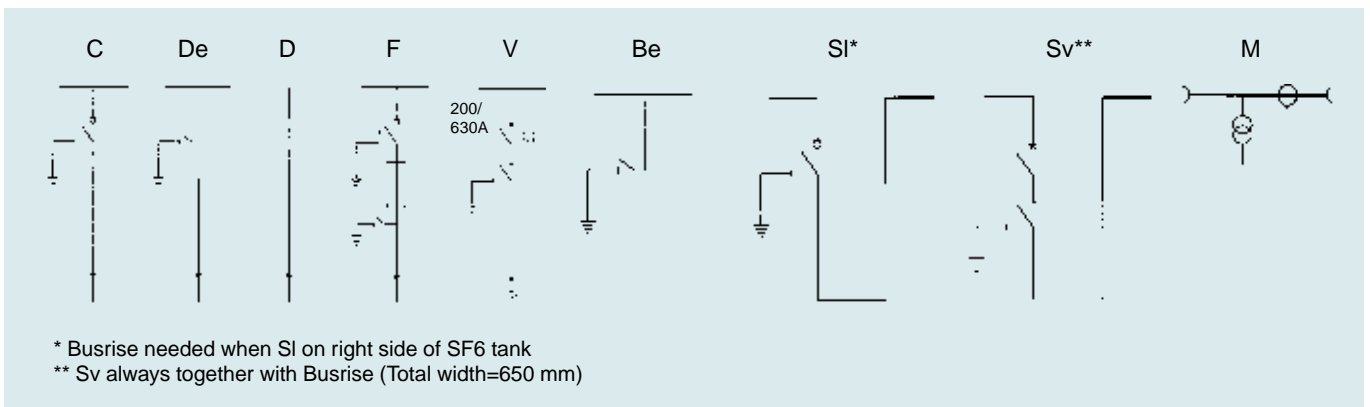 C De D F V Be Sl* Sv** M
200/
630A
* Busrise needed when Sl on right side of SF6 tank
** Sv always together with Busrise (Total width=650 mm)